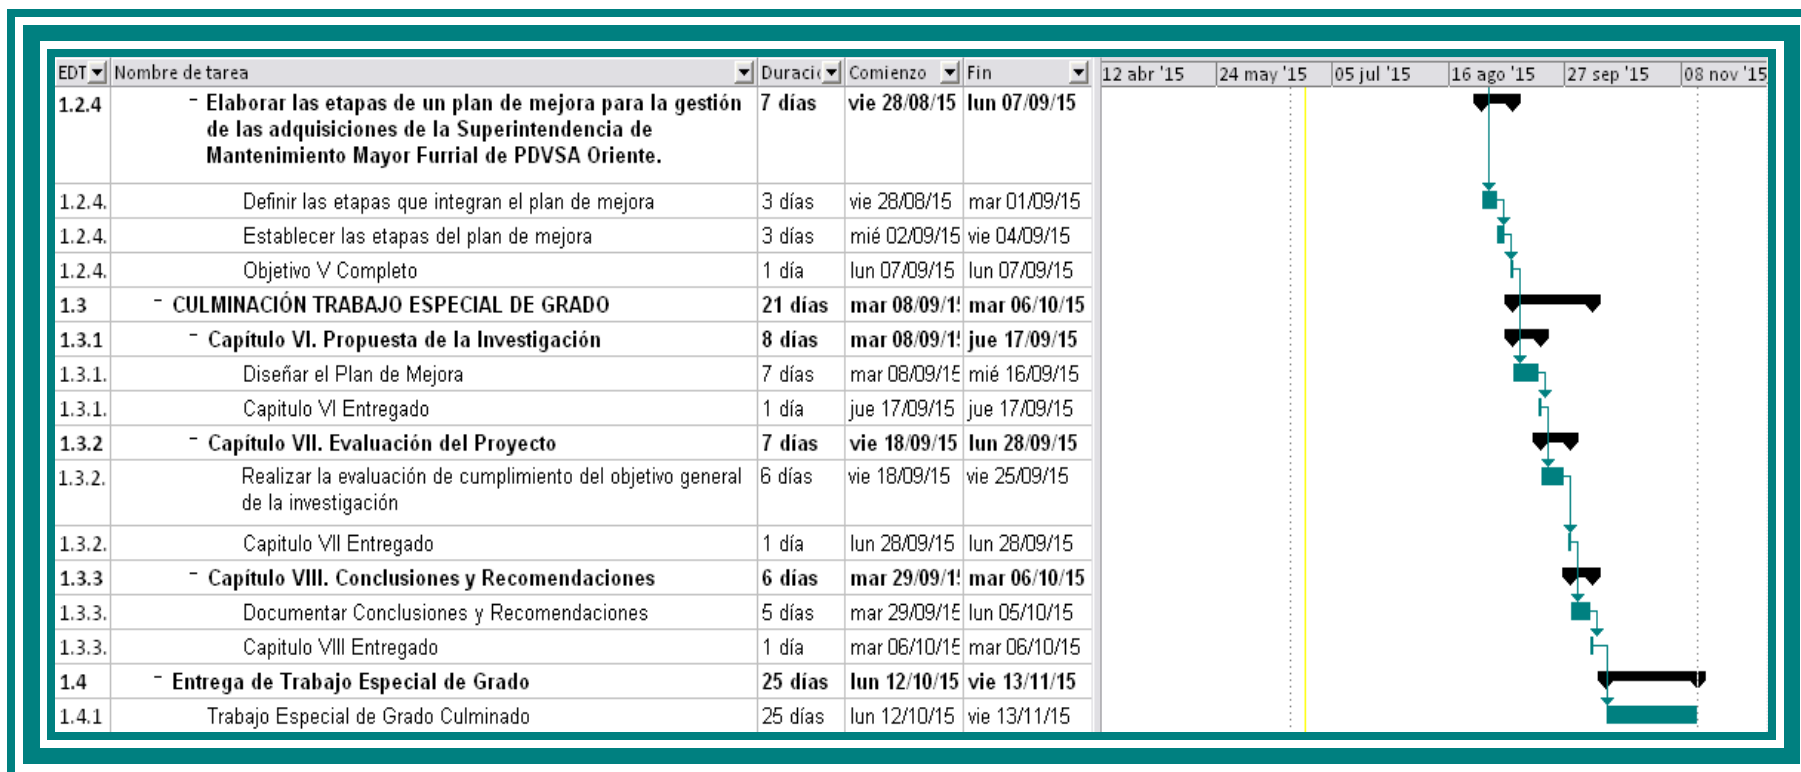 EDT Nombre de tarea Duració Comienzo Fin 12 abr '15 24 may '15 05 jul '15 16 ago '15 27 sep '15 08 nov '15
1.2.4 - Elaborar las etapas de un plan de mejora para la gestión 7 días vie 28/08/15 lun 07/09/15
de las adquisiciones de la Superintendencia de
Mantenimiento Mayor Furrial de PDVSA Oriente.
1.2.4. Definir las etapas que integran el plan de mejora 3 días vie 28/08/15 mar 01/09/15
1.2.4. Establecer las etapas del plan de mejora 3 días mié 02/09/15 vie 04/09/15
1.2.4. Objetivo V Completo 1 día lun 07/09/15 lun 07/09/15
1.3 - CULMINACIÓN TRABAJO ESPECIAL DE GRADO 21 días mar 08/09/1 mar 06/10/15
1.3.1 - Capítulo VI. Propuesta de la Investigación 8 días mar 08/09/1 jue 17/09/15
1.3.1. Diseñar el Plan de Mejora 7 días mar 08/09/15 mié 16/09/15
1.3.1. Capitulo VI Entregado 1 día jue 17/09/15 jue 17/09/15
1.3.2 - Capítulo VII. Evaluación del Proyecto 7 días vie 18/09/15 lun 28/09/15
1.3.2. Realizar la evaluación de cumplimiento del objetivo general 6 días vie 18/09/15 vie 25/09/15
de la investigación
1.3.2. Capitulo VII Entregado 1 día lun 28/09/15 lun 28/09/15
1.3.3 - Capítulo VIII. Conclusiones y Recomendaciones 6 días mar 29/09/1 mar 06/10/15
1.3.3. Documentar Conclusiones y Recomendaciones 5 días mar 29/09/15 lun 05/10/15
1.3.3. Capitulo VIII Entregado 1 día mar 06/10/15 mar 06/10/15
1.4 - Entrega de Trabajo Especial de Grado 25 días lun 12/10/15 vie 13/11/15
1.4.1 Trabajo Especial de Grado Culminado 25 días lun 12/10/15 vie 13/11/15